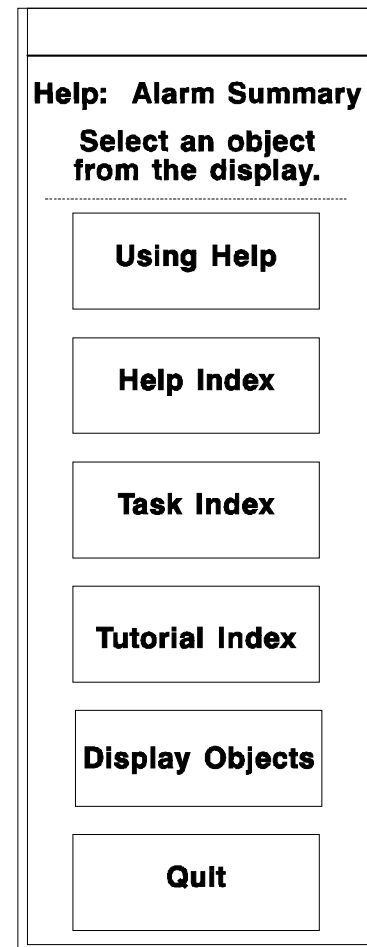 Help: Alarm Summary
Select an object
from the display.
Using Help
Help Index
Task Index
Tutorial Index
Display Objects
Quit